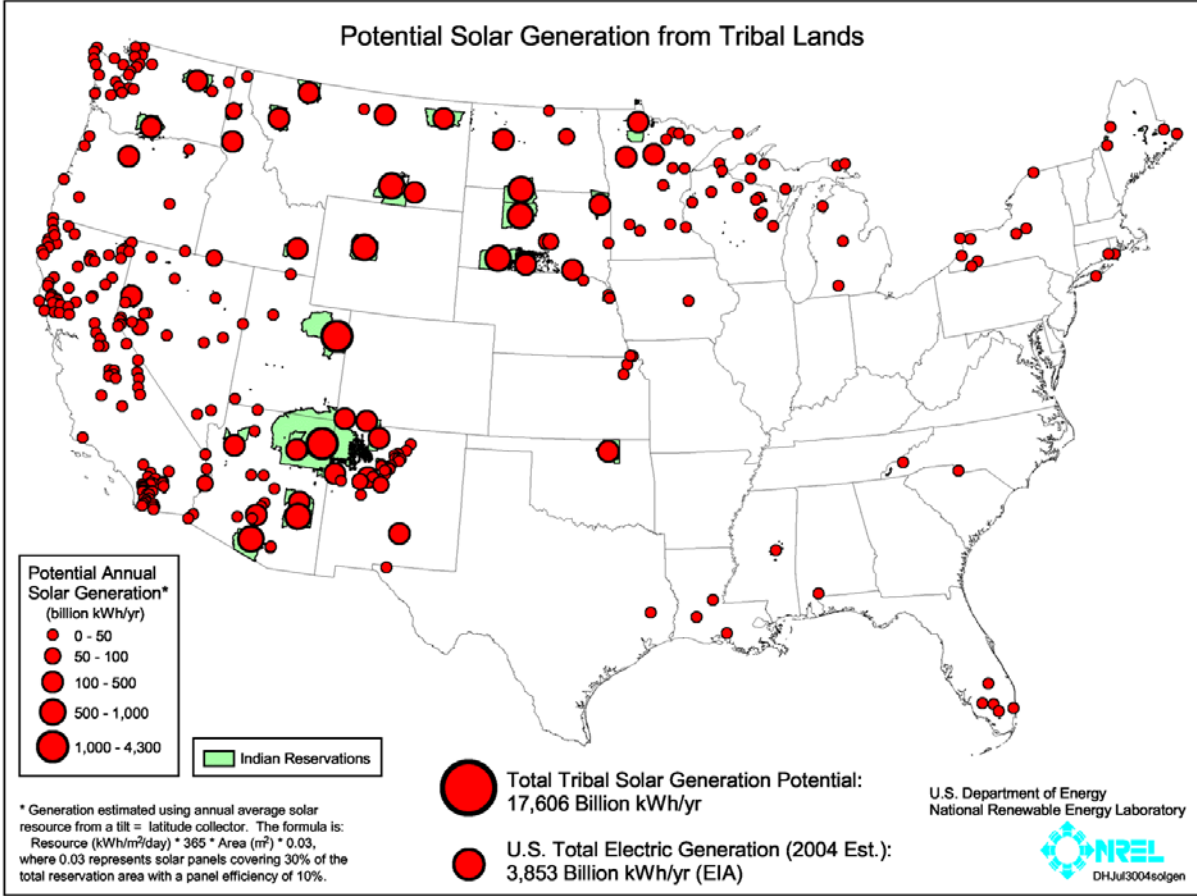 Potential Solar Generation from Tribal Lands
Potential Annual
Solar Generation*
(billion kWh/yr)
0 - 50
50 - 100
100 - 500
500 - 1,000
1,000 - 4,300
Indian Reservations
* Generation estimated using annual average solar
resource from a tilt = latitude collector. The formula is:
Resource (kWh/m²/day) * 365 * Area (m²) * 0.03,
where 0.03 represents solar panels covering 30% of the
total reservation area with a panel efficiency of 10%.
Total Tribal Solar Generation Potential:
17,606 Billion kWh/yr
U.S. Total Electric Generation (2004 Est.):
3,853 Billion kWh/yr (EIA)
U.S. Department of Energy
National Renewable Energy Laboratory
NREL
DHJul3004solgen